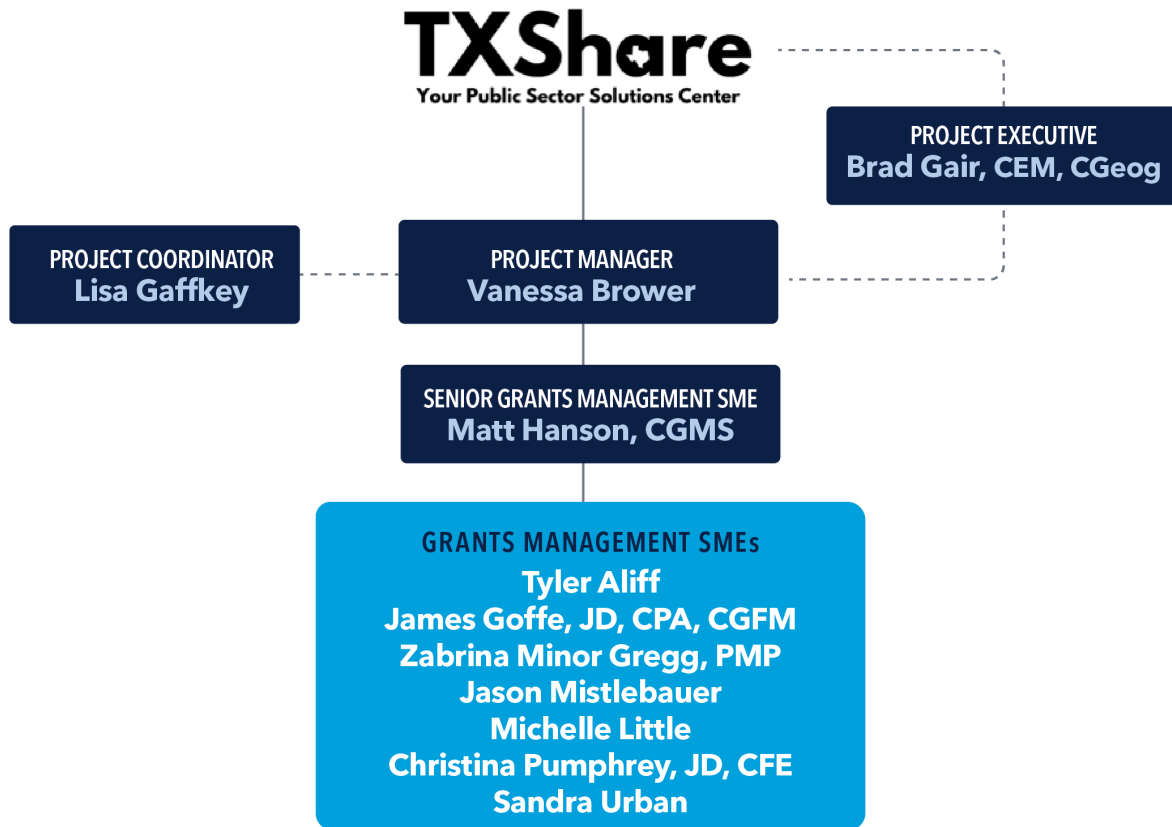 TXShare
Your Public Sector Solutions Center
PROJECT EXECUTIVE
Brad Gair, CEM, CGeog
PROJECT COORDINATOR
Lisa Gaffkey
PROJECT MANAGER
Vanessa Brower
SENIOR GRANTS MANAGEMENT SME
Matt Hanson, CGMS
GRANTS MANAGEMENT SMEs
Tyler Aliff
James Goffe, JD, CPA, CGFM
Zabrina Minor Gregg, PMP
Jason Mistlebauer
Michelle Little
Christina Pumphrey, JD, CFE
Sandra Urban